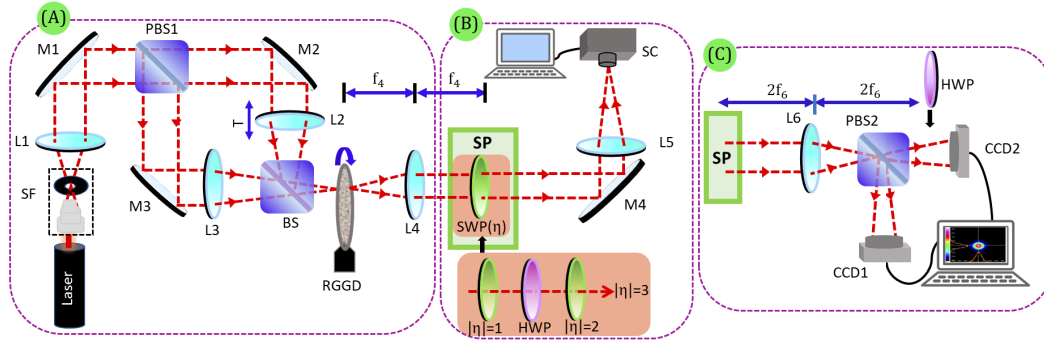 (A)
M1
PBS1
M2
L1
T
L2
SF
M3
L3
BS
RGGD
L4
Laser
f₄
f₄
(B)
SC
SP
SWP(η)
L5
M4
|η|=1
HWP
|η|=2
|η|=3
(C)
2f₆
2f₆
HWP
L6
PBS2
SP
CCD2
CCD1